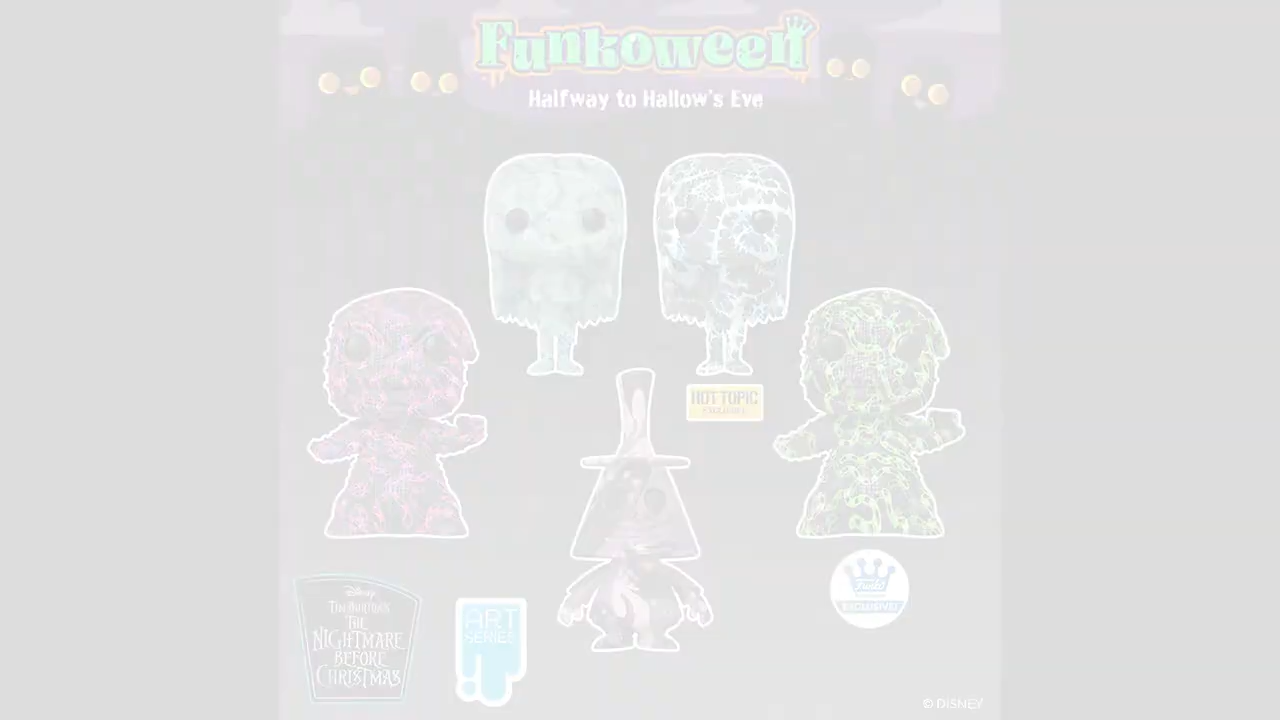 Funkoween
Halfway to Hallow's Eve
HOT TOPIC
EXCLUSIVE
Funko
EXCLUSIVE!
Disney
Tim Burton's
THE
NIGHTMARE
BEFORE
CHRISTMAS
ART
SERIES
© DISNEY